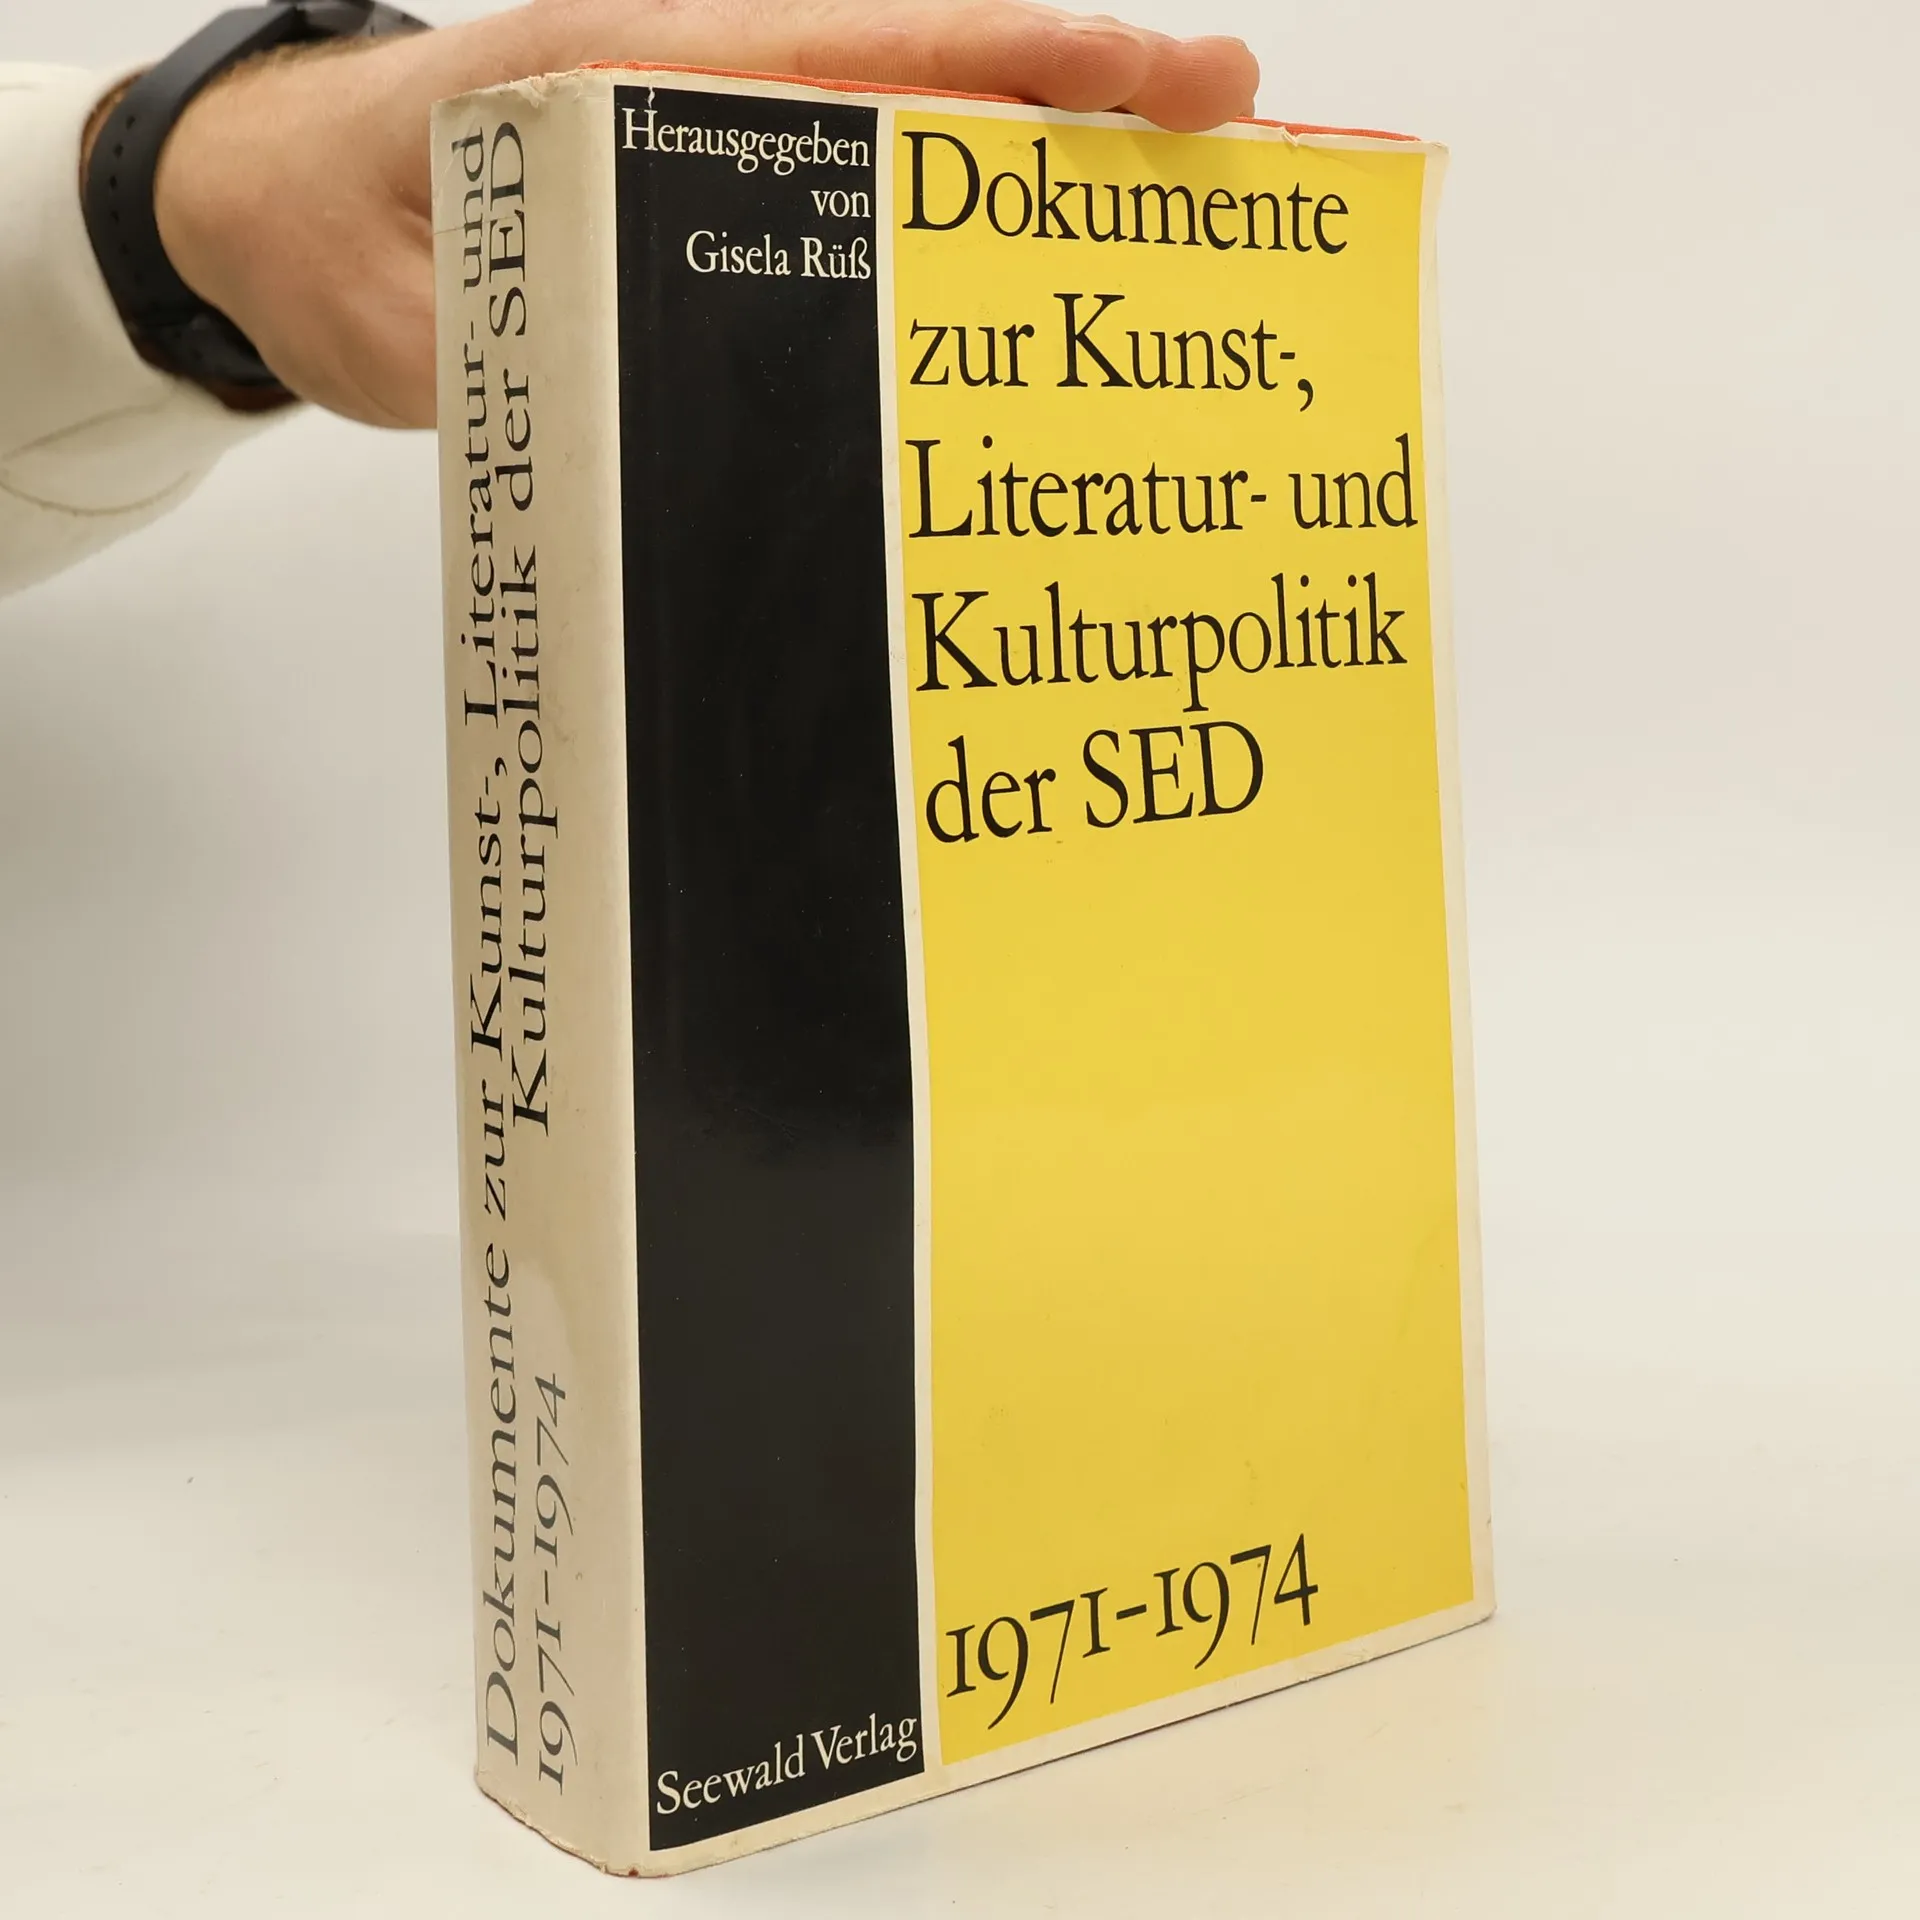 Dokumente zur Kunst-, Literatur- und
Kulturpolitik der SED
1971–1974
Herausgegeben
von
Gisela Rüß
Seewald Verlag
Dokumente
zur Kunst-,
Literatur- und
Kulturpolitik
der SED
1971–1974